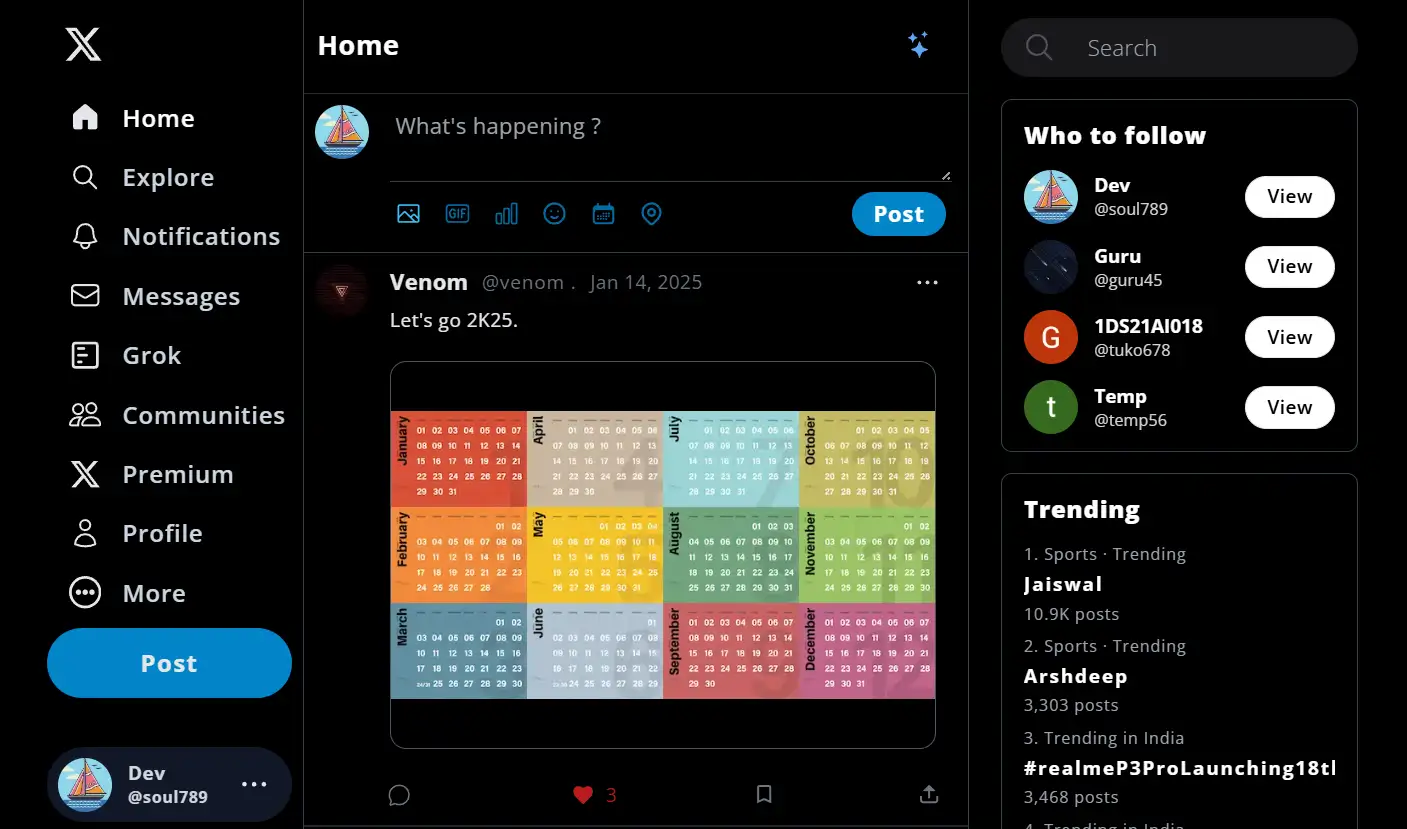 Home
Explore
Notifications
Messages
Grok
Communities
Premium
Profile
More
Post
Dev
@soul789
Home
What's happening ?
GIF
Post
Venom @venom . Jan 14, 2025
Let's go 2K25.
January
01 02 03 04 05 06 07
08 09 10 11 12 13 14
15 16 17 18 19 20 21
22 23 24 25 26 27 28
29 30 31
April
01 02 03 04 05 06
07 08 09 10 11 12 13
14 15 16 17 18 19 20
21 22 23 24 25 26 27
28 29 30
July
01 02 03 04 05 06
07 08 09 10 11 12 13
14 15 16 17 18 19 20
21 22 23 24 25 26 27
28 29 30 31
October
01 02 03 04 05
06 07 08 09 10 11 12
13 14 15 16 17 18 19
20 21 22 23 24 25 26
27 28 29 30 31
February
01 02
03 04 05 06 07 08 09
10 11 12 13 14 15 16
17 18 19 20 21 22 23
24 25 26 27 28
May
01 02 03 04
05 06 07 08 09 10 11
12 13 14 15 16 17 18
19 20 21 22 23 24 25
26 27 28 29 30 31
August
01 02 03
04 05 06 07 08 09 10
11 12 13 14 15 16 17
18 19 20 21 22 23 24
25 26 27 28 29 30 31
November
01 02
03 04 05 06 07 08 09
10 11 12 13 14 15 16
17 18 19 20 21 22 23
24 25 26 27 28 29 30
March
01 02
03 04 05 06 07 08 09
10 11 12 13 14 15 16
17 18 19 20 21 22 23
24/31 25 26 27 28 29 30
June
01
02 03 04 05 06 07 08
09 10 11 12 13 14 15
16 17 18 19 20 21 22
24 25 26 27 28 29
September
01 02 03 04 05 06 07
08 09 10 11 12 13 14
15 16 17 18 19 20 21
22 23 24 25 26 27 28
29 30
December
01 02 03 04 05 06 07
08 09 10 11 12 13 14
15 16 17 18 19 20 21
22 23 24 25 26 27 28
29 30 31
3
Search
Who to follow
Dev
@soul789
View
Guru
@guru45
View
G
1DS21AI018
@tuko678
View
t
Temp
@temp56
View
Trending
1. Sports · Trending
Jaiswal
10.9K posts
2. Sports · Trending
Arshdeep
3,303 posts
3. Trending in India
#realmeP3ProLaunching18t
3,468 posts
4. Trending in India